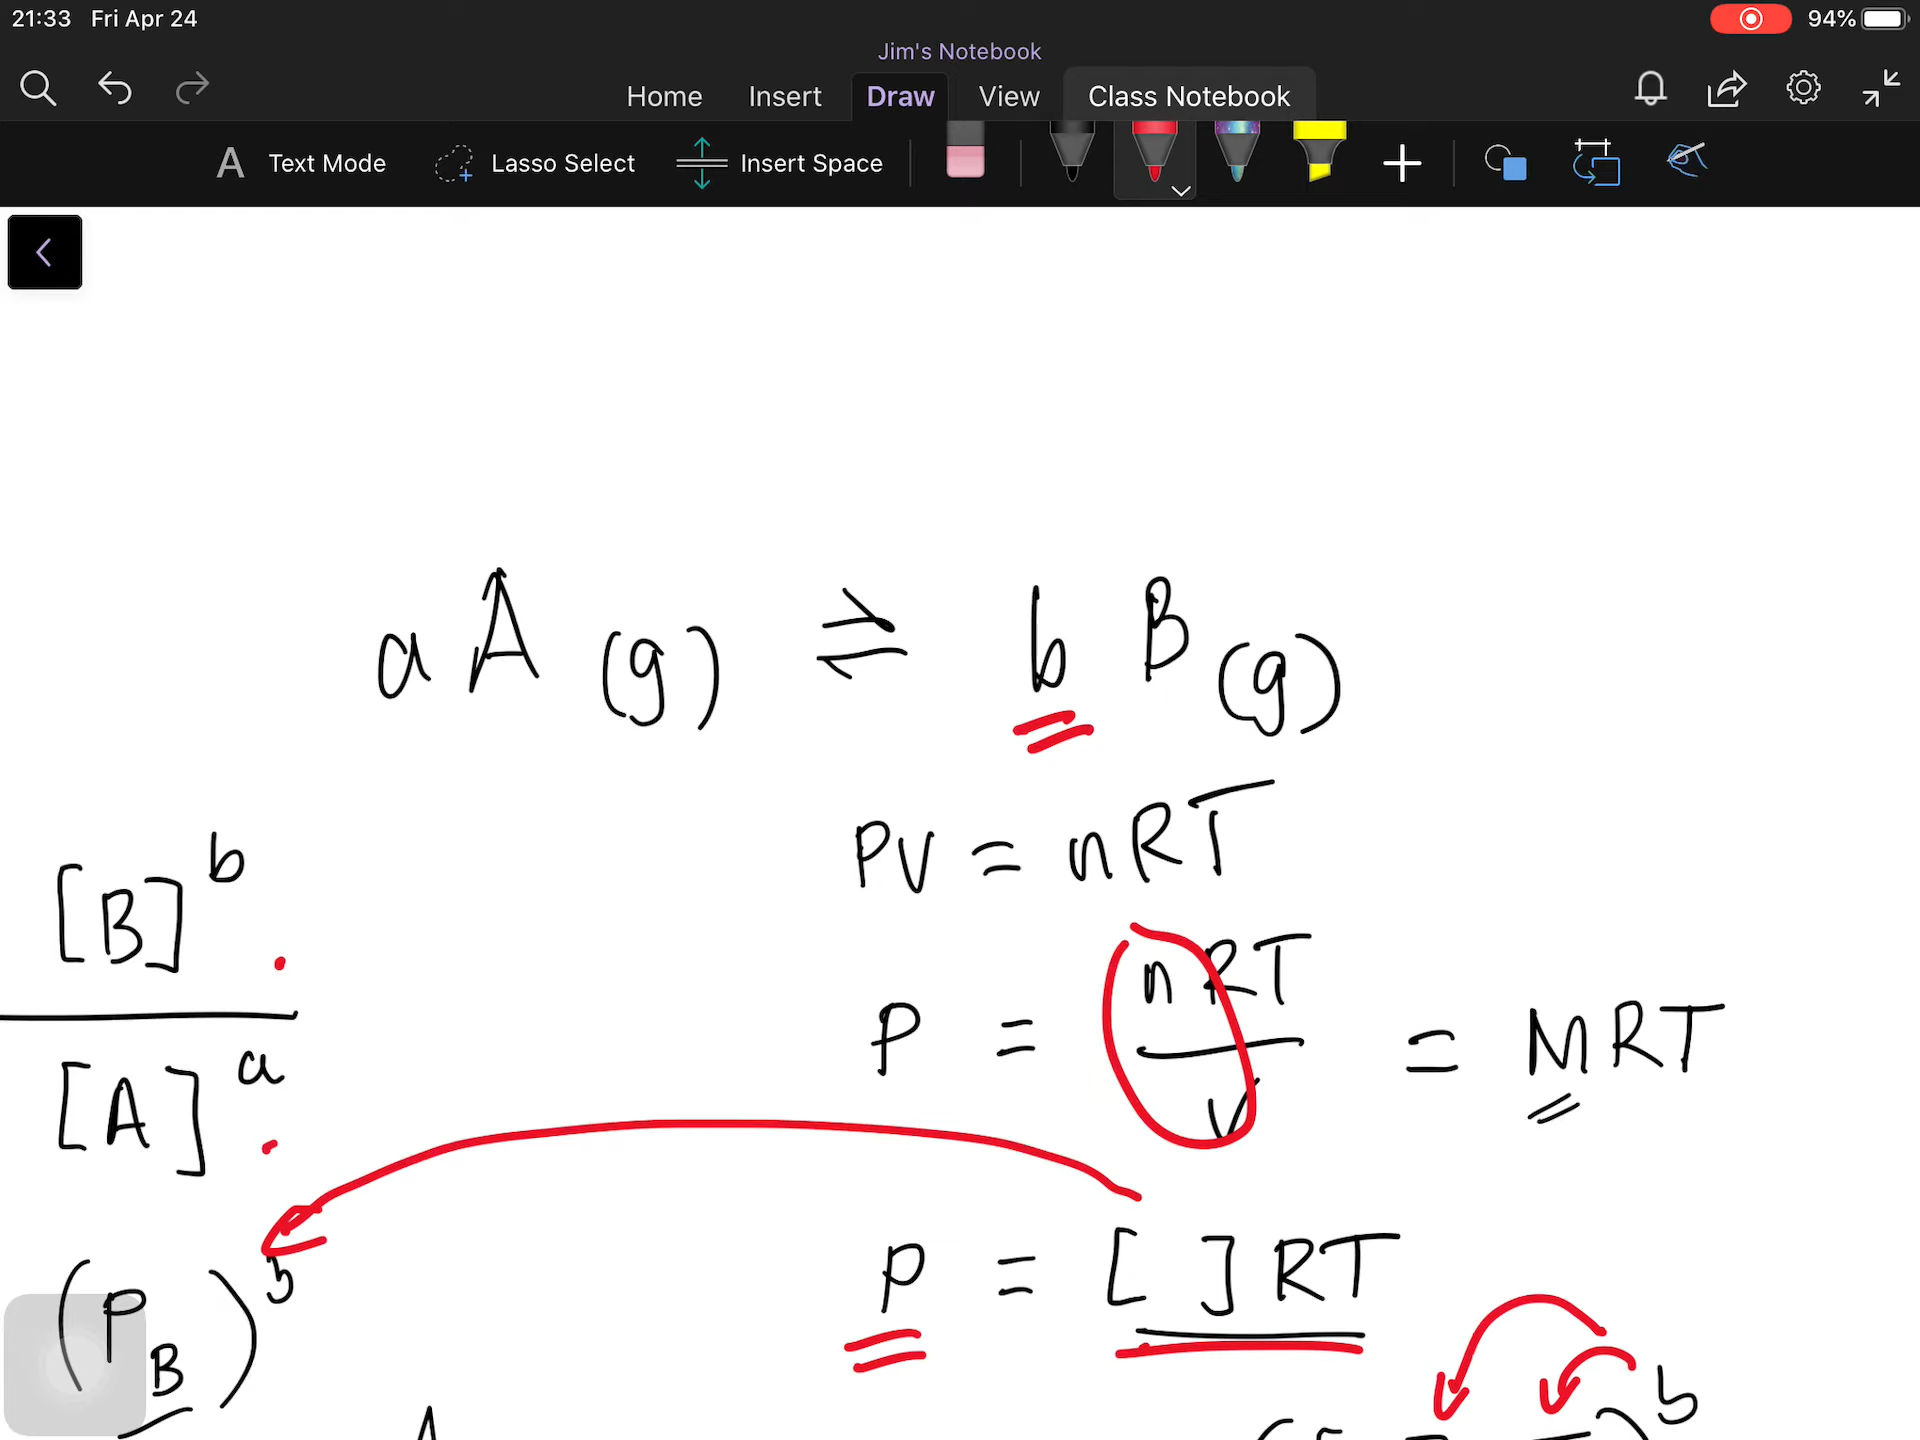 21:33 Fri Apr 24 94%
Jim's Notebook
Home Insert Draw View Class Notebook
A Text Mode Lasso Select Insert Space
a A (g) ⇌ b B (g)
PV = nRT
[B]^b
[A]^a
P = nRT / V = MRT
P = [ ] RT
(P_B)^b
b